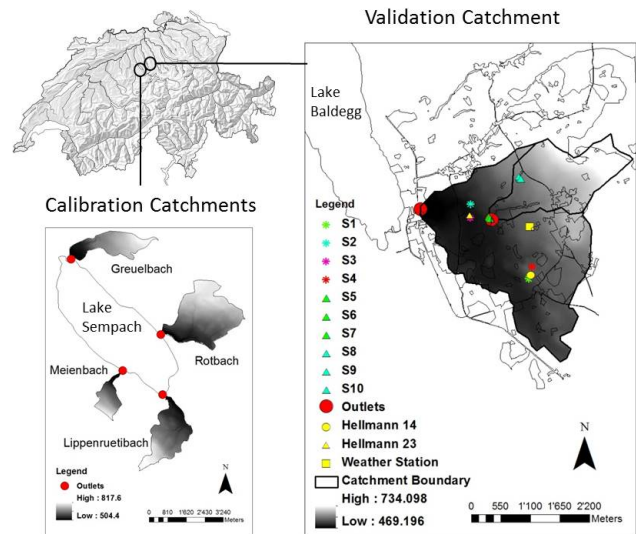 Validation Catchment
Lake
Baldegg
Legend
S1
S2
S3
S4
S5
S6
S7
S8
S9
S10
Outlets
Hellmann 14
Hellmann 23
Weather Station
Catchment Boundary
High : 734.098
Low : 469.196
N
0 550 1'100 1'650 2'200
Meters
Calibration Catchments
Greuelbach
Lake
Sempach
Rotbach
Meienbach
Lippenruetibach
Legend
Outlets
High : 817.6
Low : 504.4
N
0 810 1'620 2'430 3'240
Meters